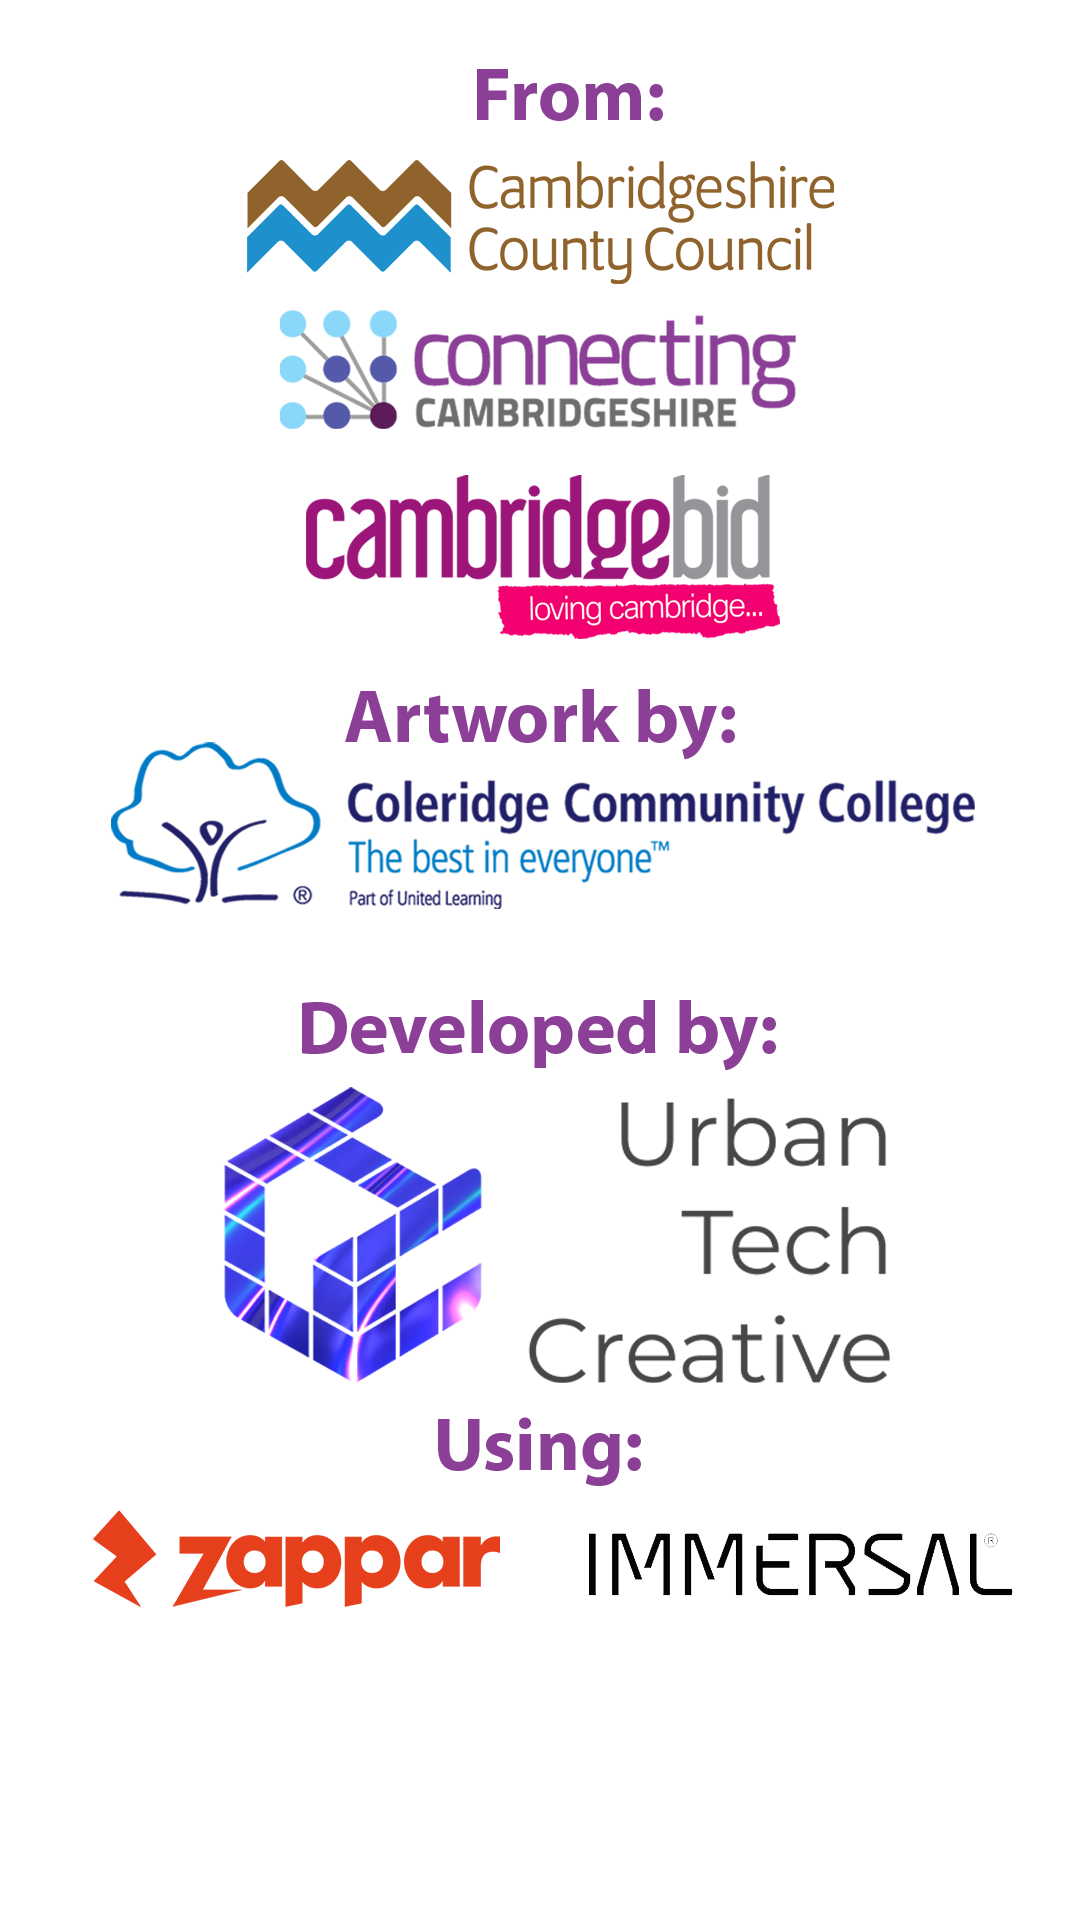 From:
Cambridgeshire
County Council
connecting
CAMBRIDGESHIRE
cambridgebid
loving cambridge...
Artwork by:
Coleridge Community College
The best in everyone™
®
Part of United Learning
Developed by:
Urban
Tech
Creative
Using:
zappar
IMMERSAL®